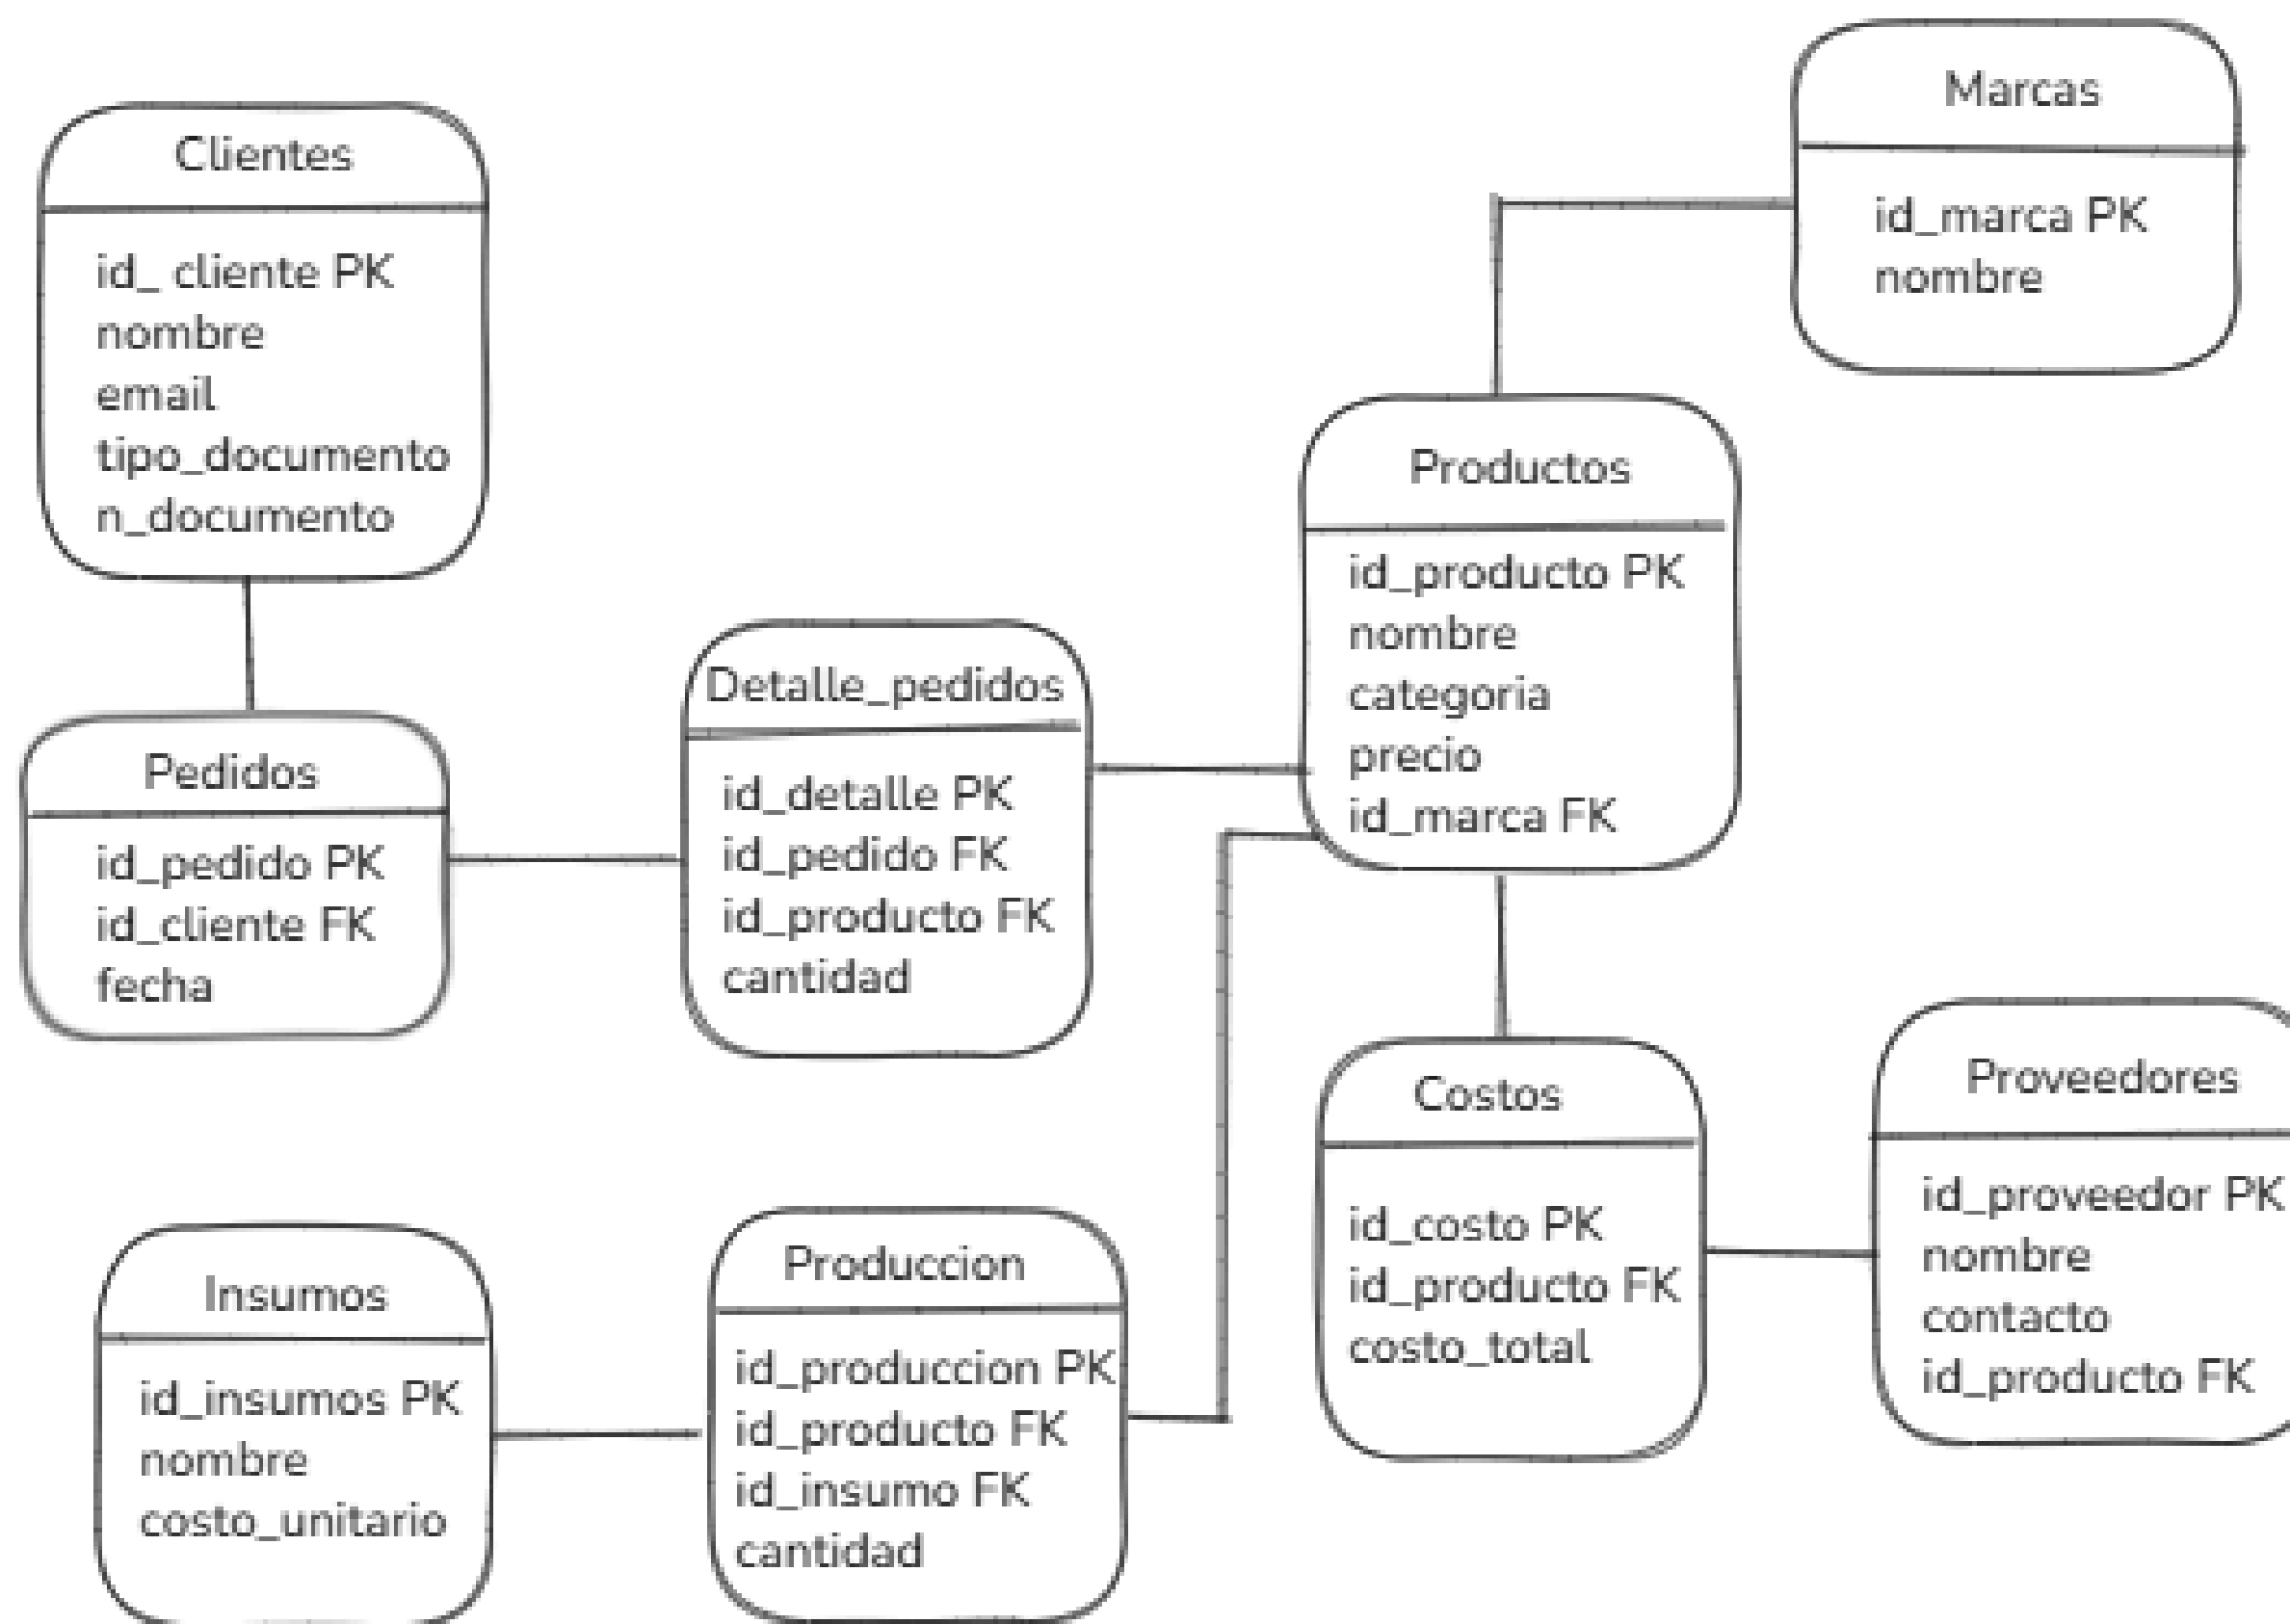 Marcas
id_marca PK
nombre
Clientes
id_ cliente PK
nombre
email
tipo_documento
n_documento
Productos
id_producto PK
nombre
categoria
precio
id_marca FK
Detalle_pedidos
id_detalle PK
id_pedido FK
id_producto FK
cantidad
Pedidos
id_pedido PK
id_cliente FK
fecha
Costos
id_costo PK
id_producto FK
costo_total
Proveedores
id_proveedor PK
nombre
contacto
id_producto FK
Insumos
id_insumos PK
nombre
costo_unitario
Produccion
id_produccion PK
id_producto FK
id_insumo FK
cantidad